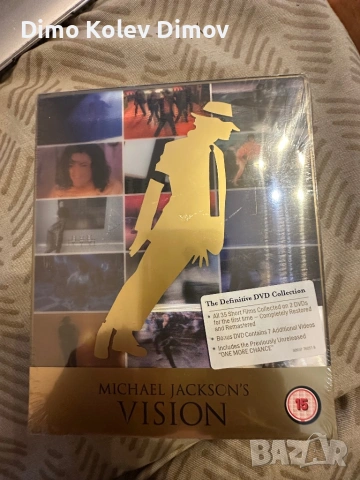 Dimo Kolev Dimov
The Definitive DVD Collection
• All 35 Short Films Collected on 2 DVDs
for the first time – Completely Restored
and Remastered
• Bonus DVD Contains 7 Additional Videos
• Includes the Previously Unreleased
"ONE MORE CHANCE"
MICHAEL JACKSON'S
VISION
15
BAZAR